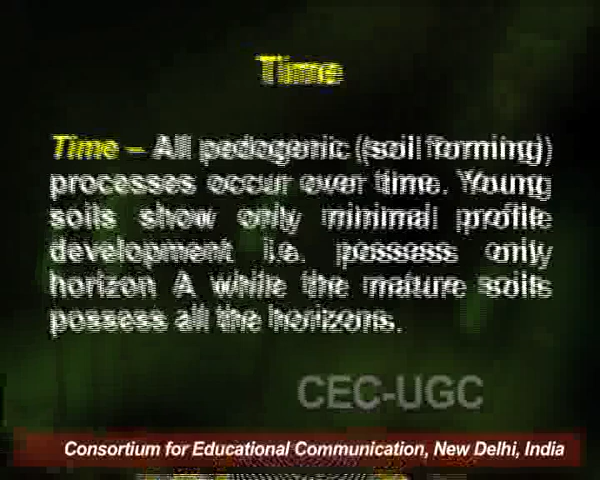 Time
Time – All pedogenic (soil forming)
processes occur over time. Young
soils show only minimal profile
development i.e. possess only
horizon A while the mature soils
possess all the horizons.
CEC-UGC
Consortium for Educational Communication, New Delhi, India